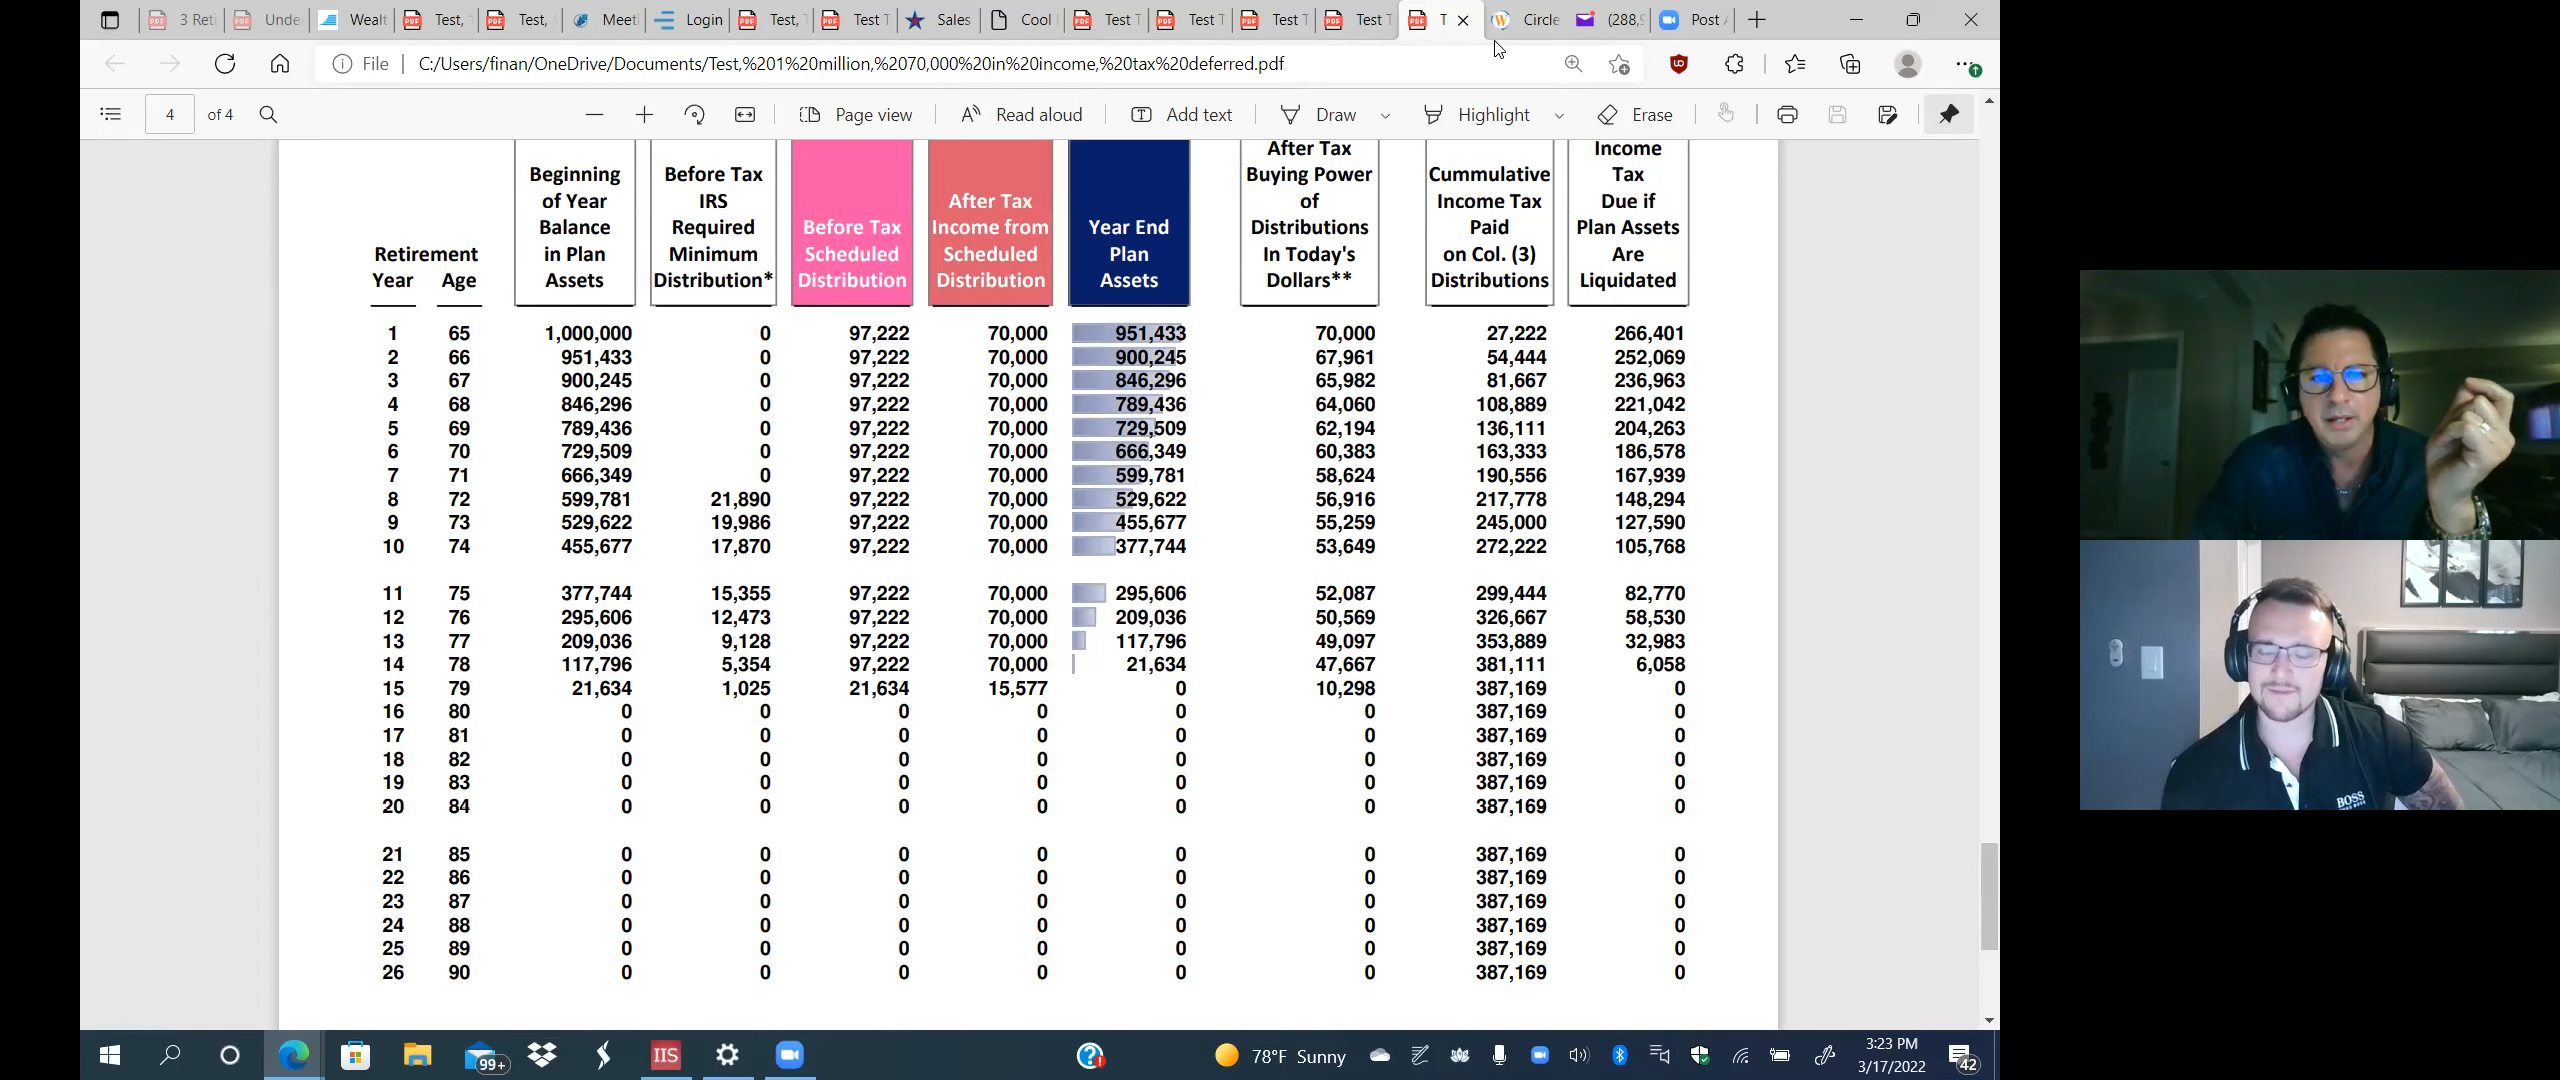 3 Reti
Unde
Wealt
Test,
Test,
Meeti
Login
Test,
Test T
Sales
Cool
Test T
Test T
Test T
Test T
T
Circle
(288,
Post
File
C:/Users/finan/OneDrive/Documents/Test,%201%20million,%2070,000%20in%20income,%20tax%20deferred.pdf
4 of 4
Page view
Read aloud
Add text
Draw
Highlight
Erase
Retirement
Year Age
Beginning
of Year
Balance
in Plan
Assets
Before Tax
IRS
Required
Minimum
Distribution*
Before Tax
Scheduled
Distribution
After Tax
Income from
Scheduled
Distribution
Year End
Plan
Assets
After Tax
Buying Power
of
Distributions
In Today's
Dollars**
Cummulative
Income Tax
Paid
on Col. (3)
Distributions
Income
Tax
Due if
Plan Assets
Are
Liquidated
1 65 1,000,000 0 97,222 70,000 951,433 70,000 27,222 266,401
2 66 951,433 0 97,222 70,000 900,245 67,961 54,444 252,069
3 67 900,245 0 97,222 70,000 846,296 65,982 81,667 236,963
4 68 846,296 0 97,222 70,000 789,436 64,060 108,889 221,042
5 69 789,436 0 97,222 70,000 729,509 62,194 136,111 204,263
6 70 729,509 0 97,222 70,000 666,349 60,383 163,333 186,578
7 71 666,349 0 97,222 70,000 599,781 58,624 190,556 167,939
8 72 599,781 21,890 97,222 70,000 529,622 56,916 217,778 148,294
9 73 529,622 19,986 97,222 70,000 455,677 55,259 245,000 127,590
10 74 455,677 17,870 97,222 70,000 377,744 53,649 272,222 105,768
11 75 377,744 15,355 97,222 70,000 295,606 52,087 299,444 82,770
12 76 295,606 12,473 97,222 70,000 209,036 50,569 326,667 58,530
13 77 209,036 9,128 97,222 70,000 117,796 49,097 353,889 32,983
14 78 117,796 5,354 97,222 70,000 21,634 47,667 381,111 6,058
15 79 21,634 1,025 21,634 15,577 0 10,298 387,169 0
16 80 0 0 0 0 0 0 387,169 0
17 81 0 0 0 0 0 0 387,169 0
18 82 0 0 0 0 0 0 387,169 0
19 83 0 0 0 0 0 0 387,169 0
20 84 0 0 0 0 0 0 387,169 0
21 85 0 0 0 0 0 0 387,169 0
22 86 0 0 0 0 0 0 387,169 0
23 87 0 0 0 0 0 0 387,169 0
24 88 0 0 0 0 0 0 387,169 0
25 89 0 0 0 0 0 0 387,169 0
26 90 0 0 0 0 0 0 387,169 0
BOSS
99+
IIS
78°F Sunny
3:23 PM
3/17/2022
42